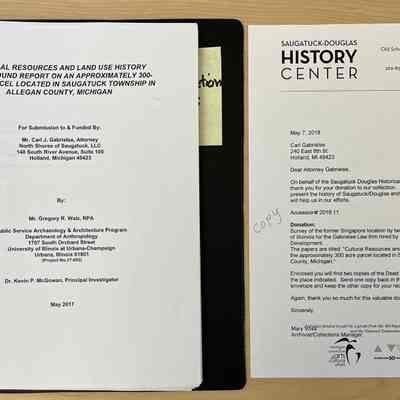 AL RESOURCES AND LAND USE HISTORY
OUND REPORT ON AN APPROXIMATELY 300-
CEL LOCATED IN SAUGATUCK TOWNSHIP IN
ALLEGAN COUNTY, MICHIGAN
For Submission to & Funded By:
Mr. Carl J. Gabrielse, Attorney
North Shores of Saugatuck, LLC
148 South River Avenue, Suite 100
Holland, Michigan 49423
By:
Mr. Gregory R. Walz, RPA
Public Service Archaeology & Architecture Program
Department of Anthropology
1707 South Orchard Street
University of Illinois at Urbana-Champaign
Urbana, Illinois 61801
Dr. Kevin P. McGowan, Principal Investigator
May 2017
SAUGATUCK-DOUGLAS
HISTORY
CENTER
Old Scho
May 7, 2018
Carl Gabrielse
240 East 8th St
Holland, MI 49423
Dear Attorney Gabrielse,
On behalf of the Saugatuck Douglas Historical
thank you for your donation to our collection
present the history of Saugatuck Douglas and
will help us in our efforts.
COPY
Accession# 2018.11
Donation:
Survey of the former Singapore location by
of Illinois for the Gabrielse Law firm hired by
Development.
The papers are titled: "Cultural Resources and
the approximately 300 acre parcel located in S
County, Michigan."
Enclosed you will find two copies of the Deed
the place indicated. Send one copy back in the
envelope and keep the other copy for your reco
Again, thank you so much for this valuable do
Sincerely,
Mary
Archivist/Collections Manager